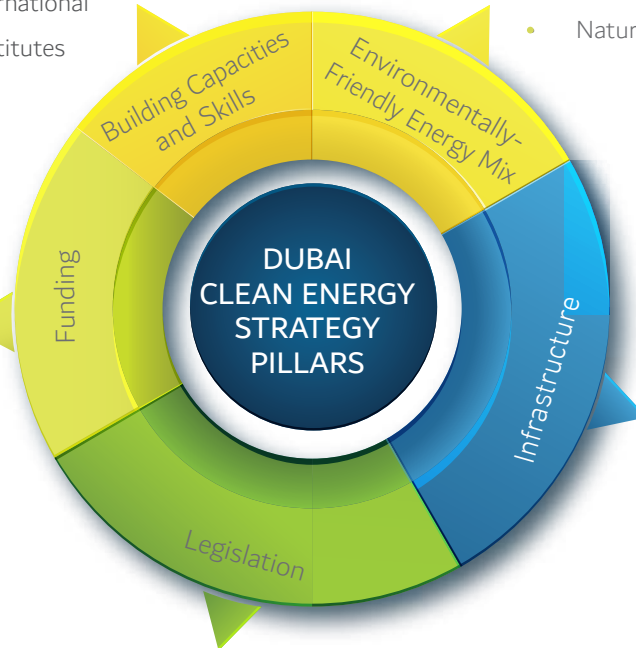 rnational
titutes
Natur
Building Capacities
and Skills
Environmentally-
Friendly Energy Mix
Funding
DUBAI
CLEAN ENERGY
STRATEGY
PILLARS
Infrastructure
Legislation